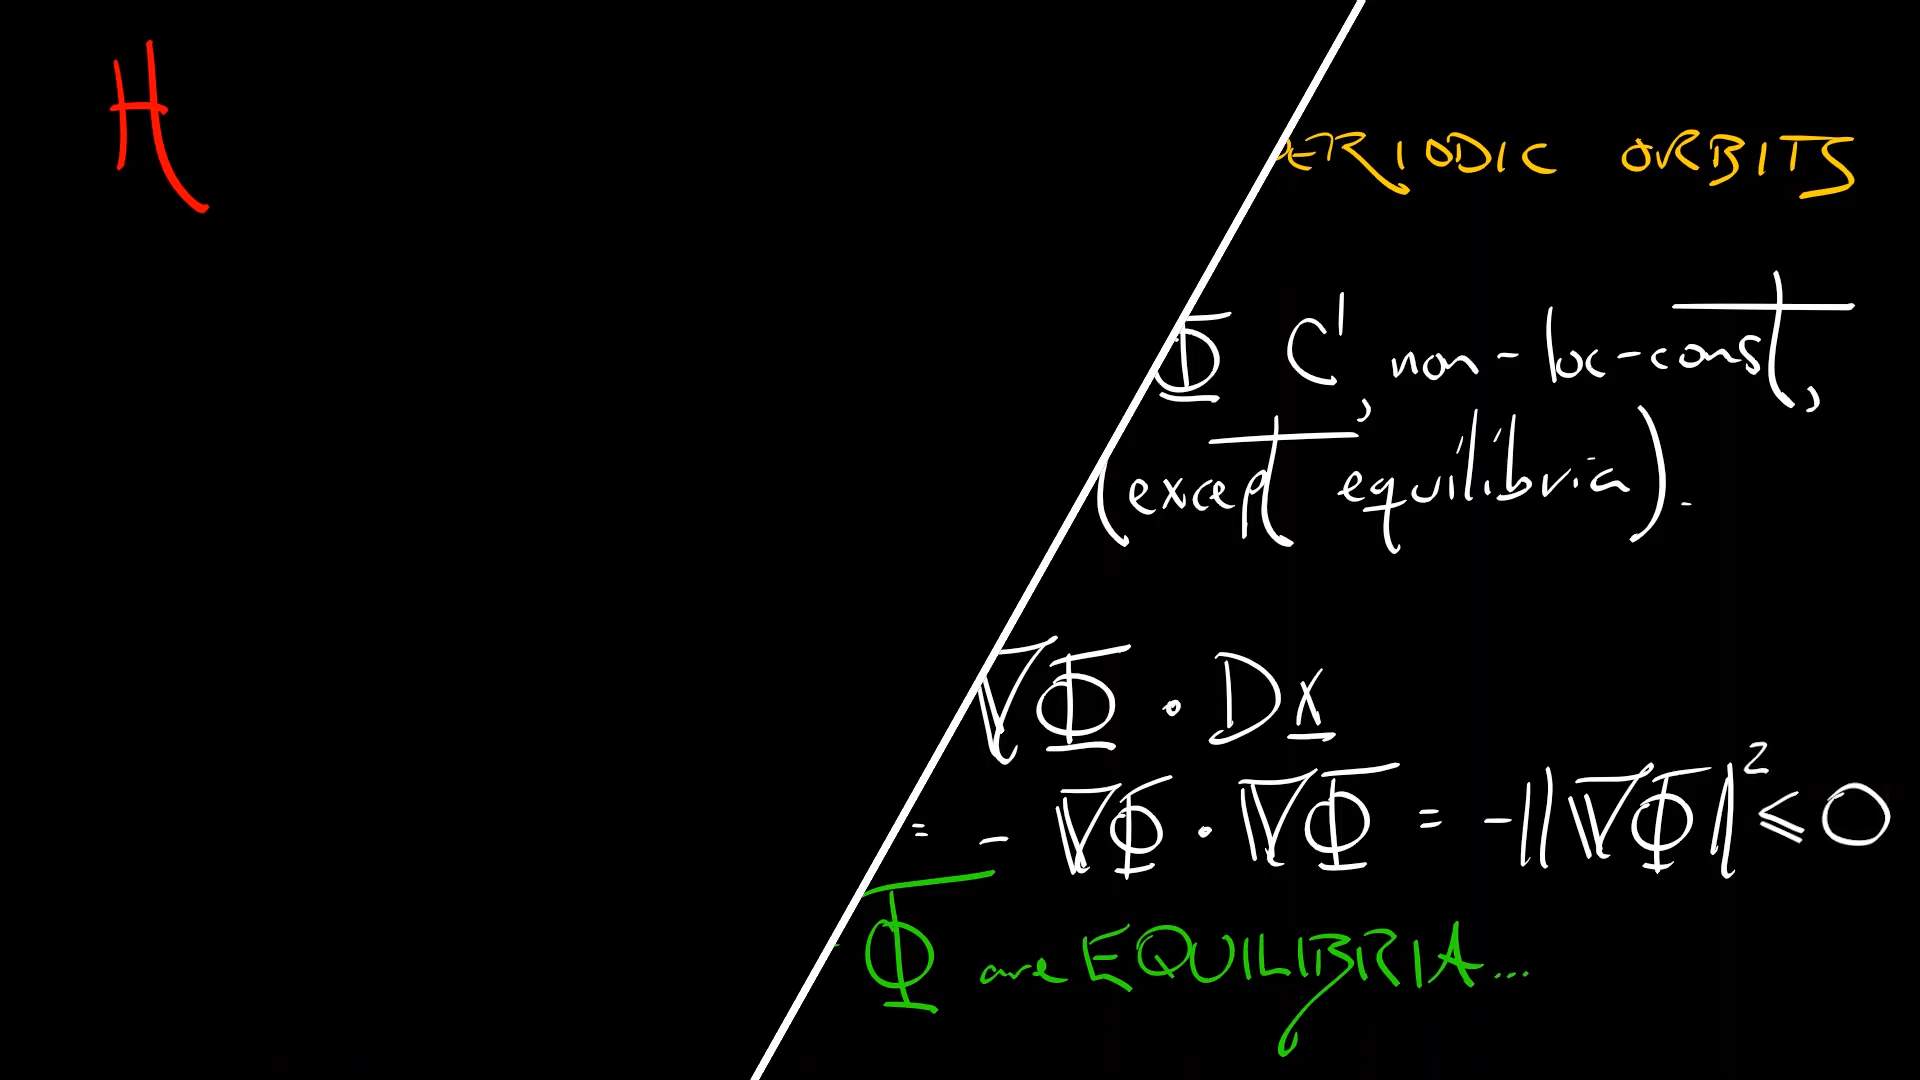 H
ERIODIC ORBITS
Φ C¹, non-loc-const,
(except equilibria).
∇Φ · Dx
= - ∇Φ · ∇Φ = -||∇Φ||² ≤ 0
Φ are EQUILIBRIA...